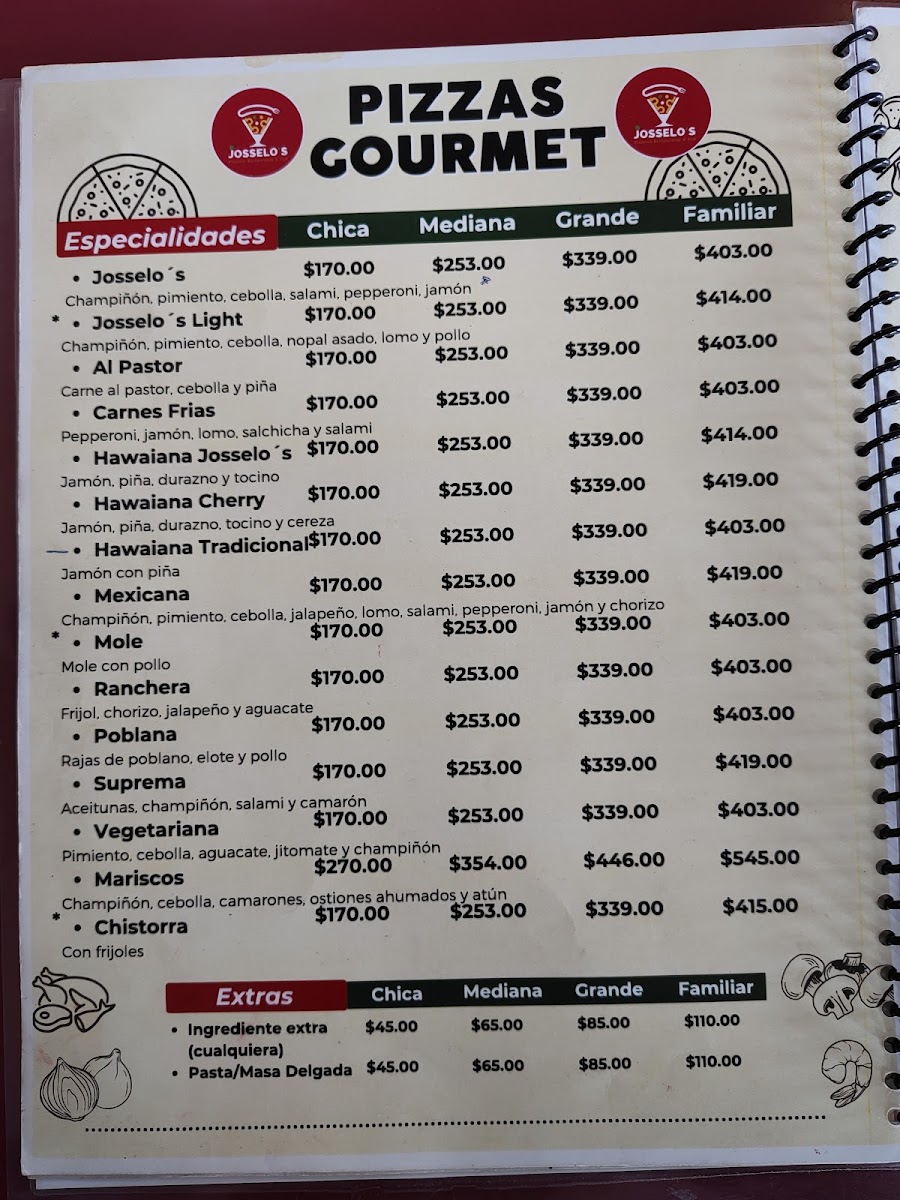 PIZZAS
GOURMET
JOSSELO´S
JOSSELO´S
Especialidades Chica Mediana Grande Familiar
• Josselo´s $170.00 $253.00 $339.00 $403.00
Champiñón, pimiento, cebolla, salami, pepperoni, jamón
* • Josselo´s Light $170.00 $253.00 $339.00 $414.00
Champiñón, pimiento, cebolla, nopal asado, lomo y pollo
• Al Pastor $170.00 $253.00 $339.00 $403.00
Carne al pastor, cebolla y piña
• Carnes Frias $170.00 $253.00 $339.00 $403.00
Pepperoni, jamón, lomo, salchicha y salami
• Hawaiana Josselo´s $170.00 $253.00 $339.00 $414.00
Jamón, piña, durazno y tocino
• Hawaiana Cherry $170.00 $253.00 $339.00 $419.00
Jamón, piña, durazno, tocino y cereza
• Hawaiana Tradicional $170.00 $253.00 $339.00 $403.00
Jamón con piña
• Mexicana $170.00 $253.00 $339.00 $419.00
Champiñón, pimiento, cebolla, jalapeño, lomo, salami, pepperoni, jamón y chorizo
* • Mole $170.00 $253.00 $339.00 $403.00
Mole con pollo
• Ranchera $170.00 $253.00 $339.00 $403.00
Frijol, chorizo, jalapeño y aguacate
• Poblana $170.00 $253.00 $339.00 $403.00
Rajas de poblano, elote y pollo
• Suprema $170.00 $253.00 $339.00 $419.00
Aceitunas, champiñón, salami y camarón
• Vegetariana $170.00 $253.00 $339.00 $403.00
Pimiento, cebolla, aguacate, jitomate y champiñón
• Mariscos $270.00 $354.00 $446.00 $545.00
Champiñón, cebolla, camarones, ostiones ahumados y atún
* • Chistorra $170.00 $253.00 $339.00 $415.00
Con frijoles
Extras Chica Mediana Grande Familiar
• Ingrediente extra $45.00 $65.00 $85.00 $110.00
(cualquiera)
• Pasta/Masa Delgada $45.00 $65.00 $85.00 $110.00